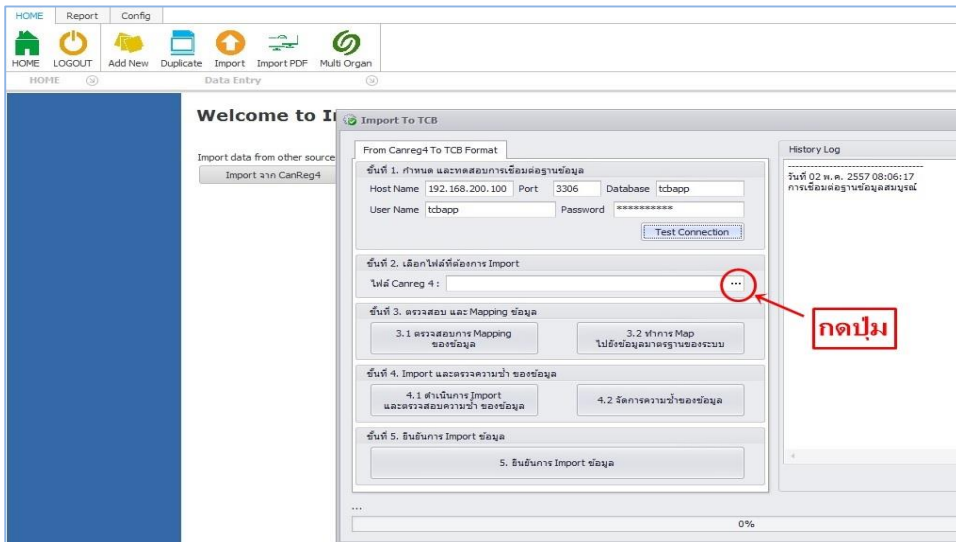 HOME Report Config
HOME LOGOUT Add New Duplicate Import Import PDF Multi Organ
HOME Data Entry
Welcome to I
Import To TCB
From Canreg4 To TCB Format
History Log
Import data from other source
Import จาก CanReg4
ขั้นที่ 1. กำหนด และทดสอบการเชื่อมต่อฐานข้อมูล
Host Name 192.168.200.100 Port 3306 Database tcbapp
User Name tcbapp Password **********
Test Connection
----------------------------------
วันที่ 02 พ.ค. 2557 08:06:17
การเชื่อมต่อฐานข้อมูลสมบูรณ์
ขั้นที่ 2. เลือกไฟล์ที่ต้องการ Import
ไฟล์ Canreg 4 : ...
กดปุ่ม
ขั้นที่ 3. ตรวจสอบ และ Mapping ข้อมูล
3.1 ตรวจสอบการ Mapping
ของข้อมูล
3.2 ทำการ Map
ไปยังข้อมูลมาตรฐานของระบบ
ขั้นที่ 4. Import และตรวจความซ้ำ ของข้อมูล
4.1 ดำเนินการ Import
และตรวจสอบความซ้ำ ของข้อมูล
4.2 จัดการความซ้ำของข้อมูล
ขั้นที่ 5. ยืนยันการ Import ข้อมูล
5. ยืนยันการ Import ข้อมูล
...
0%